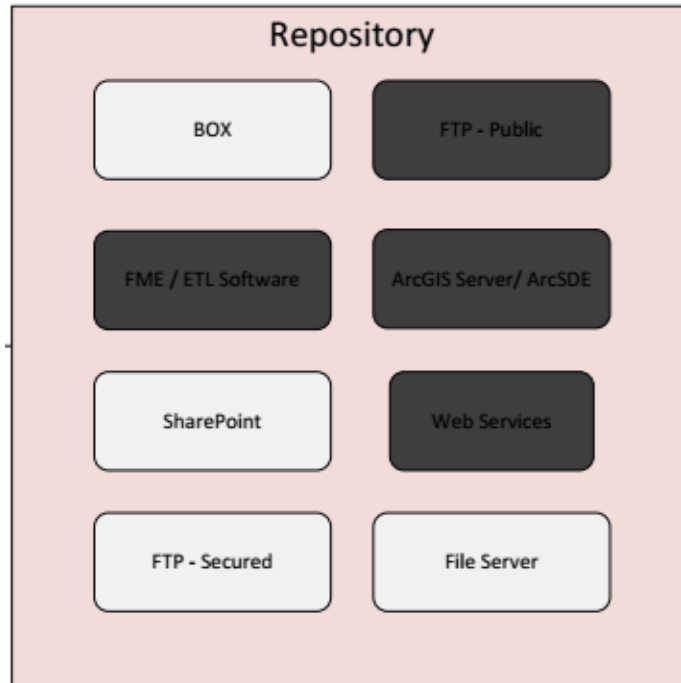 Repository
BOX
FTP - Public
FME / ETL Software
ArcGIS Server/ ArcSDE
SharePoint
Web Services
FTP - Secured
File Server